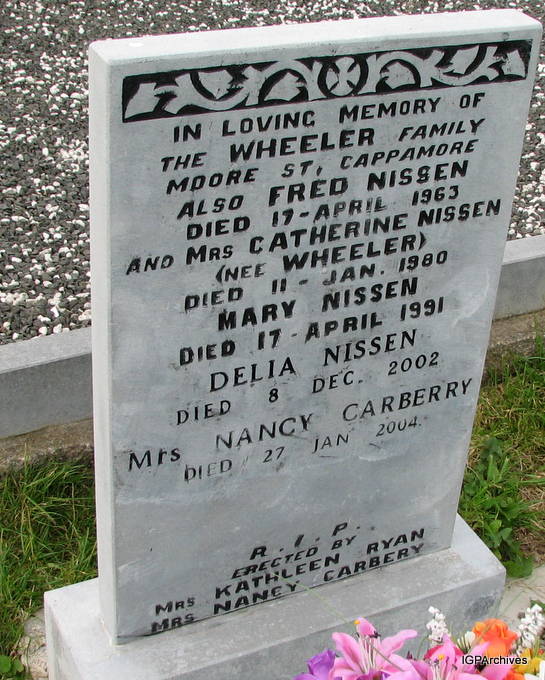 IN LOVING MEMORY OF
THE WHEELER FAMILY
MOORE ST, CAPPAMORE
ALSO FRED NISSEN
DIED 17-APRIL 1963
AND MRS CATHERINE NISSEN
(NEE WHEELER)
DIED 11-JAN. 1980
MARY NISSEN
DIED 17-APRIL 1991
DELIA NISSEN
DIED 8 DEC. 2002
Mrs NANCY CARBERRY
DIED 27 JAN 2004.
R.I.P.
ERECTED BY
MRS KATHLEEN RYAN
MRS NANCY CARBERY
IGPArchives